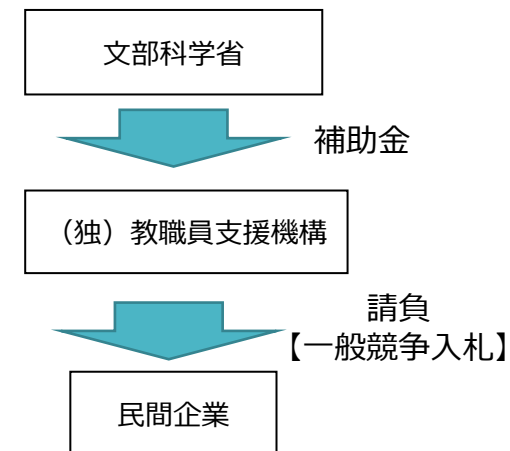 文部科学省
補助金
（独）教職員支援機構
請負
【一般競争入札】
民間企業